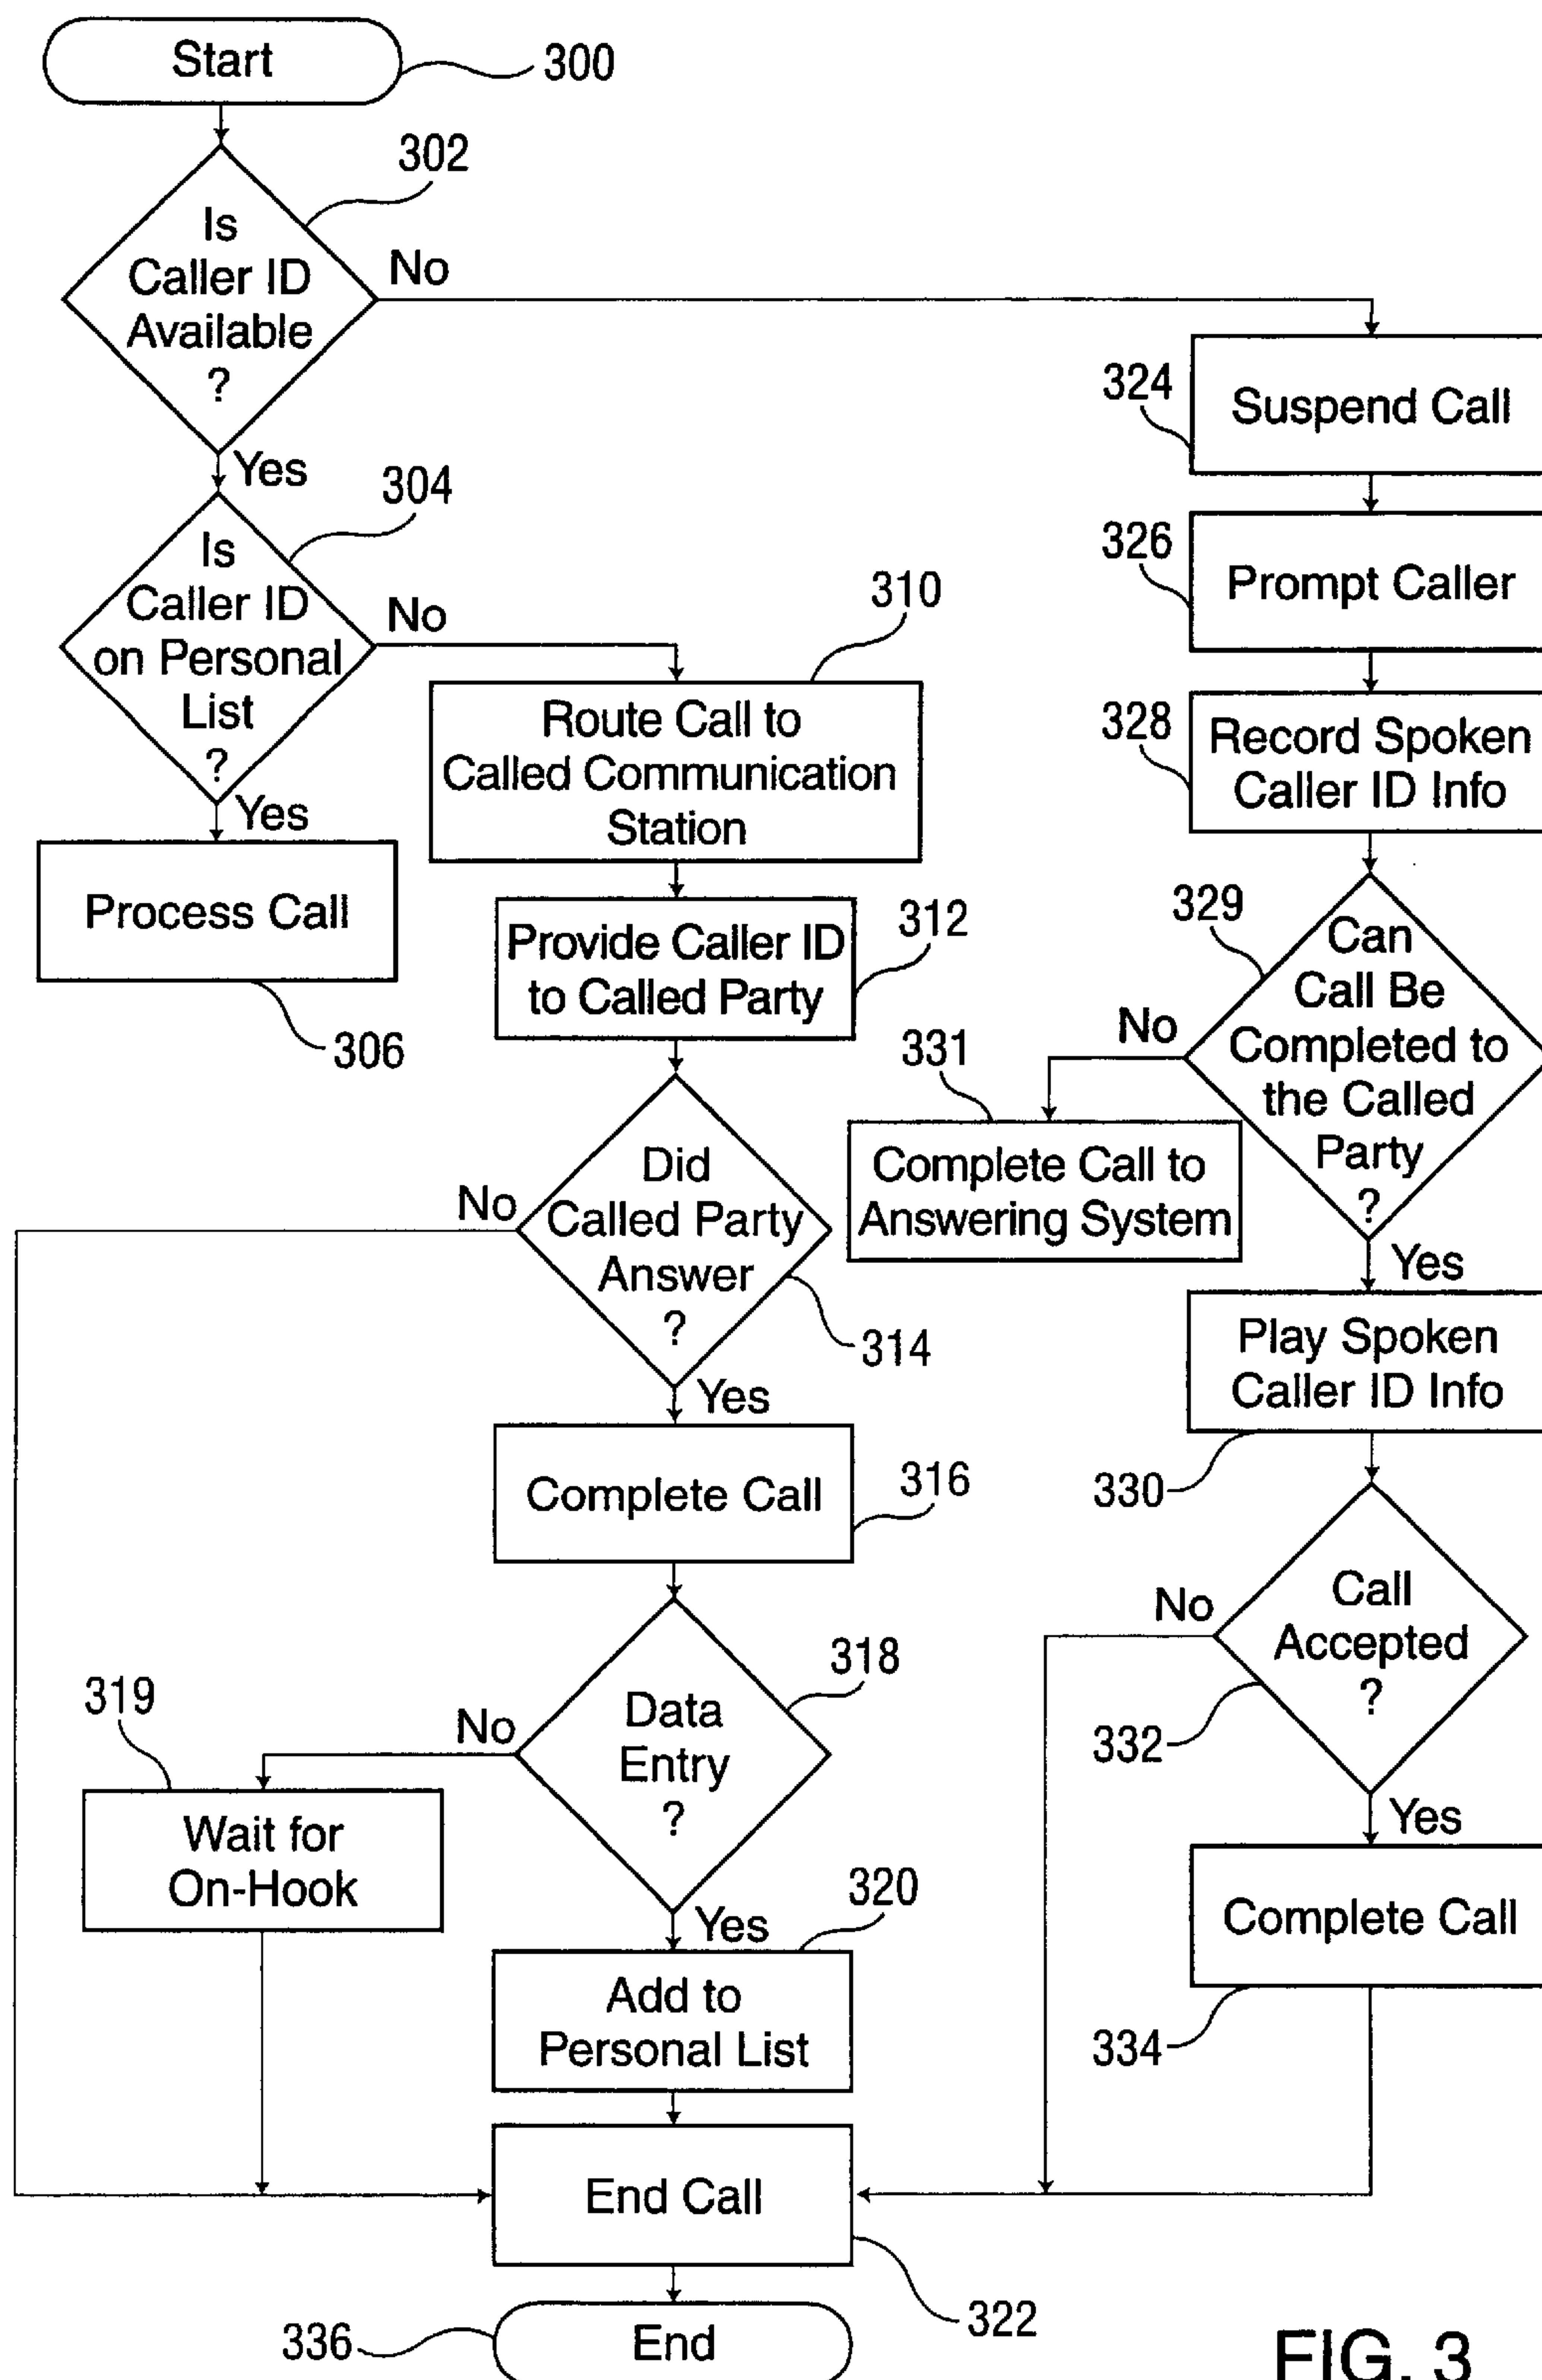 Start
300
302
Is
Caller ID
Available
?
No
Yes
304
Is
Caller ID
on Personal
List
?
No
Yes
Process Call
306
310
Route Call to
Called Communication
Station
Provide Caller ID
to Called Party
312
Did
Called Party
Answer
?
No
314
Yes
Complete Call
316
318
Data
Entry
?
No
319
Wait for
On-Hook
Yes
320
Add to
Personal List
End Call
322
336
End
324
Suspend Call
326
Prompt Caller
328
Record Spoken
Caller ID Info
329
Can
Call Be
Completed to
the Called
Party
?
No
331
Complete Call to
Answering System
Yes
Play Spoken
Caller ID Info
330
Call
Accepted
?
No
332
Yes
Complete Call
334
FIG. 3